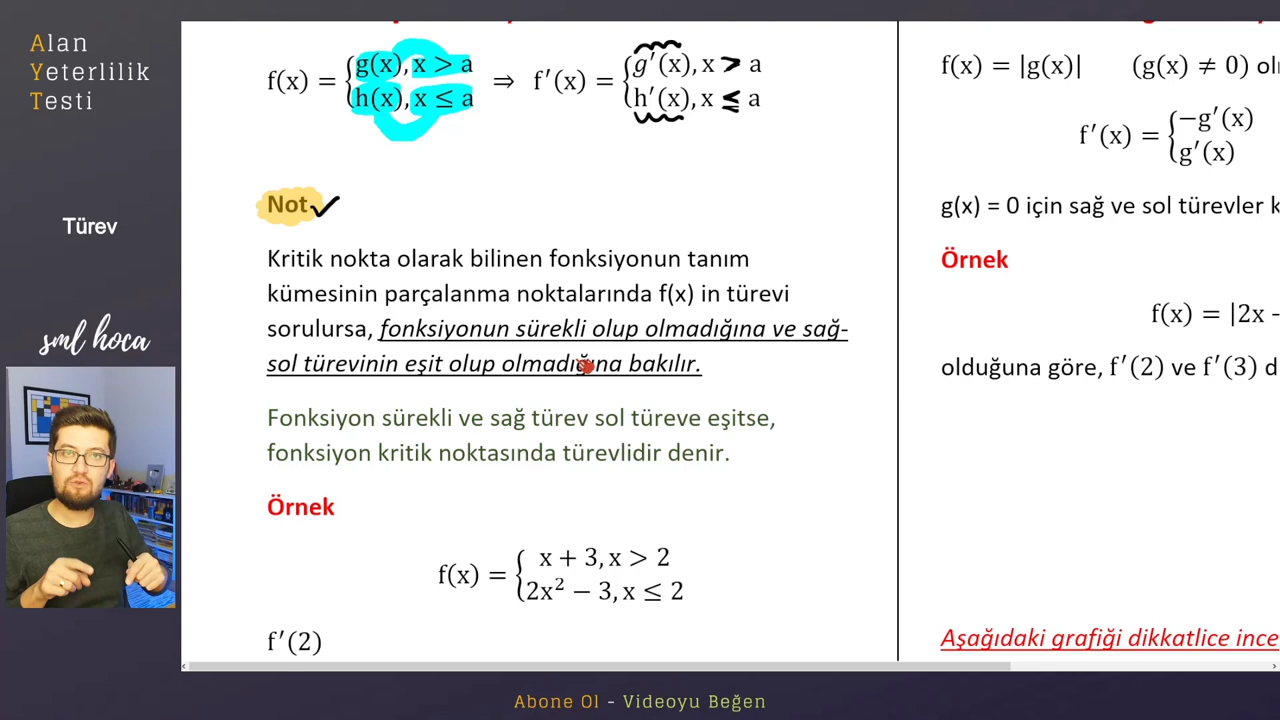 Alan
Yeterlilik
Testi
Türev
sml hoca
f(x) = {g(x), x > a
h(x), x ≤ a
⇒ f′(x) = {g′(x), x > a
h′(x), x ≤ a
Not
Kritik nokta olarak bilinen fonksiyonun tanım
kümesinin parçalanma noktalarında f(x) in türevi
sorulursa, fonksiyonun sürekli olup olmadığına ve sağ-
sol türevinin eşit olup olmadığına bakılır.
Fonksiyon sürekli ve sağ türev sol türeve eşitse,
fonksiyon kritik noktasında türevlidir denir.
Örnek
f(x) = {x + 3, x > 2
2x² − 3, x ≤ 2
f′(2)
f(x) = |g(x)| (g(x) ≠ 0)
f′(x) = {−g′(x)
g′(x)
g(x) = 0 için sağ ve sol türevler
Örnek
f(x) = |2x −
olduğuna göre, f′(2) ve f′(3)
Aşağıdaki grafiği dikkatlice ince
Abone Ol - Videoyu Beğen